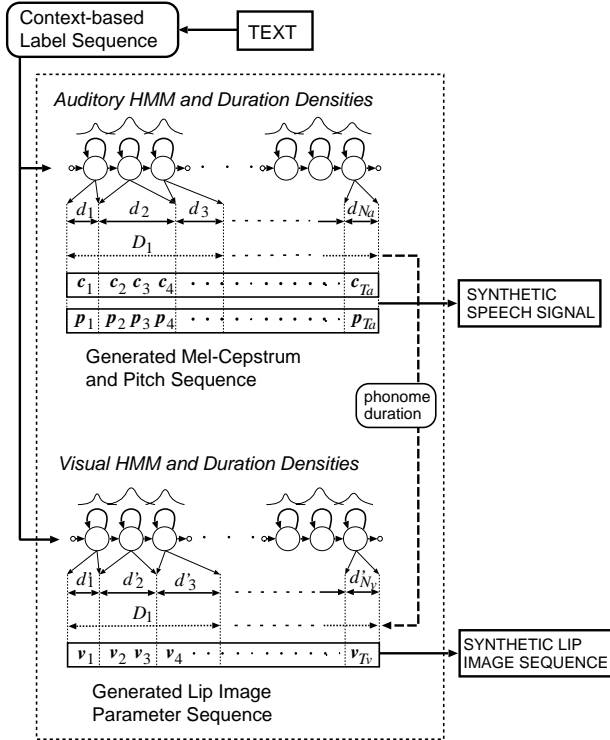 Context-based
Label Sequence
TEXT
Auditory HMM and Duration Densities
d1 d2 d3 dNa
D1
c1 c2 c3 c4 cTa
p1 p2 p3 p4 pTa
SYNTHETIC
SPEECH SIGNAL
Generated Mel-Cepstrum
and Pitch Sequence
phonome
duration
Visual HMM and Duration Densities
d'1 d'2 d'3 d'Nv
D1
v1 v2 v3 v4 vTv
SYNTHETIC LIP
IMAGE SEQUENCE
Generated Lip Image
Parameter Sequence